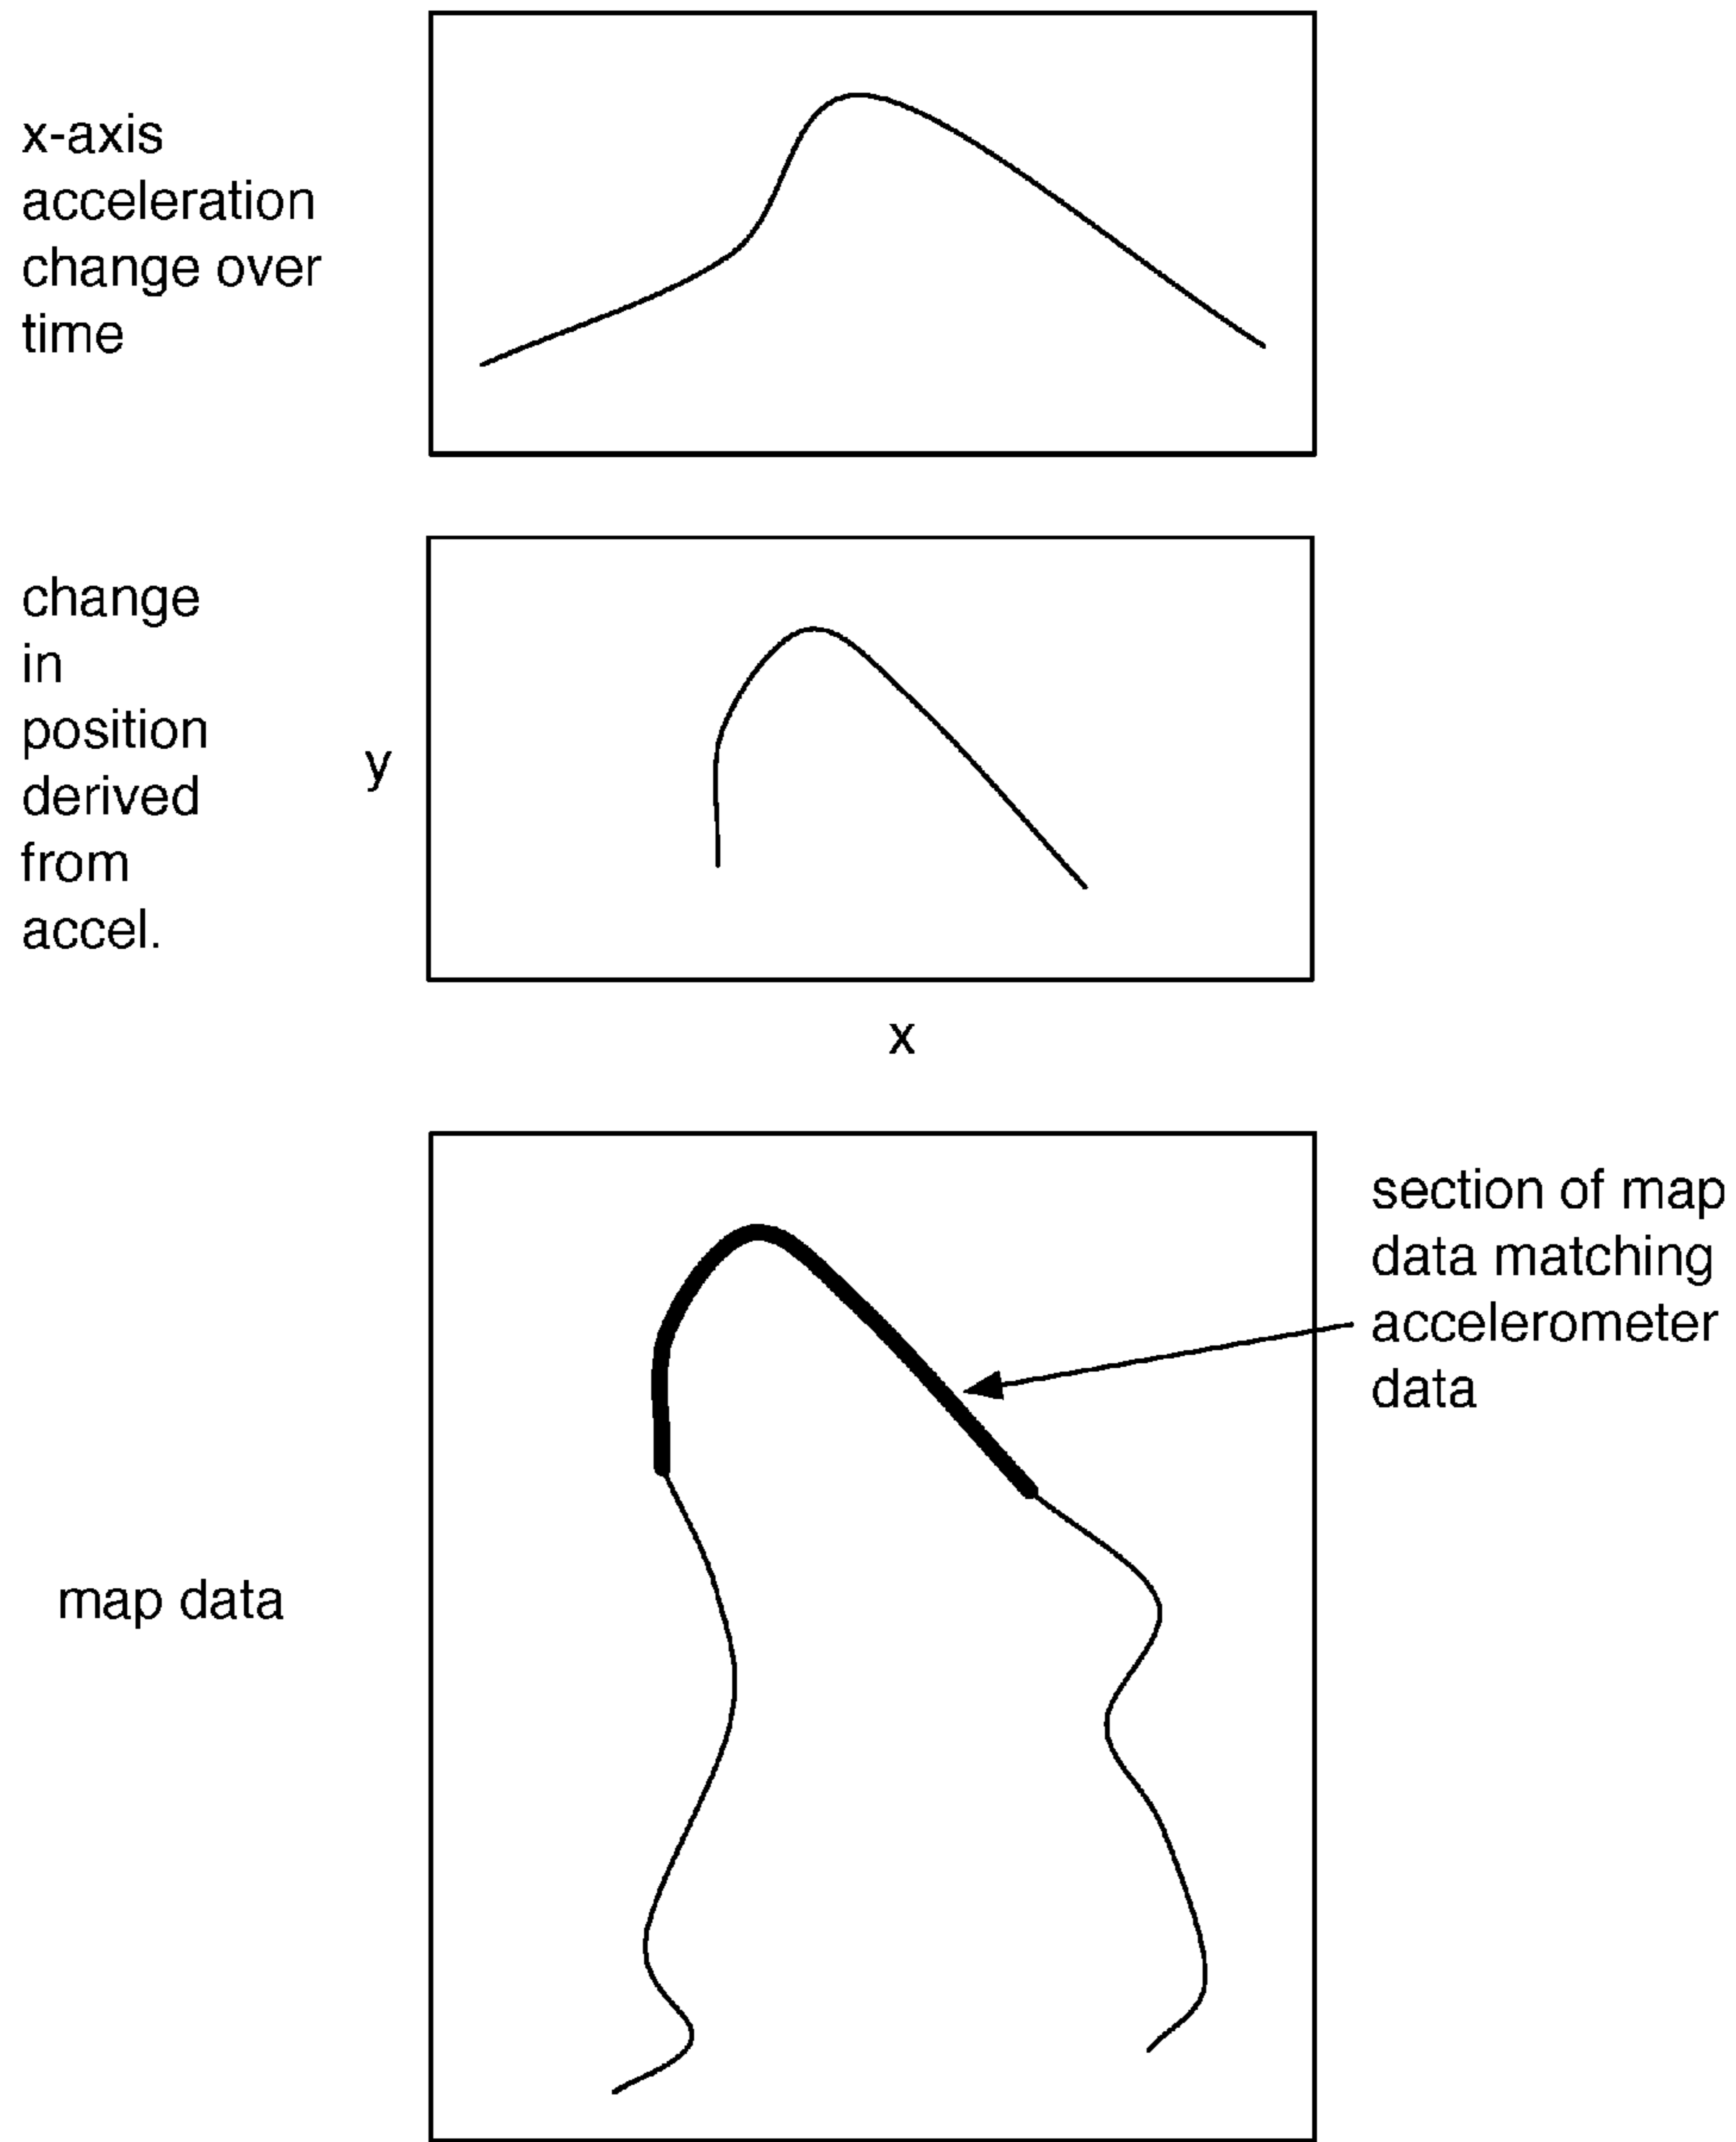 x-axis
acceleration
change over
time
change
in
position
derived
from
accel.
y
x
section of map
data matching
accelerometer
data
map data